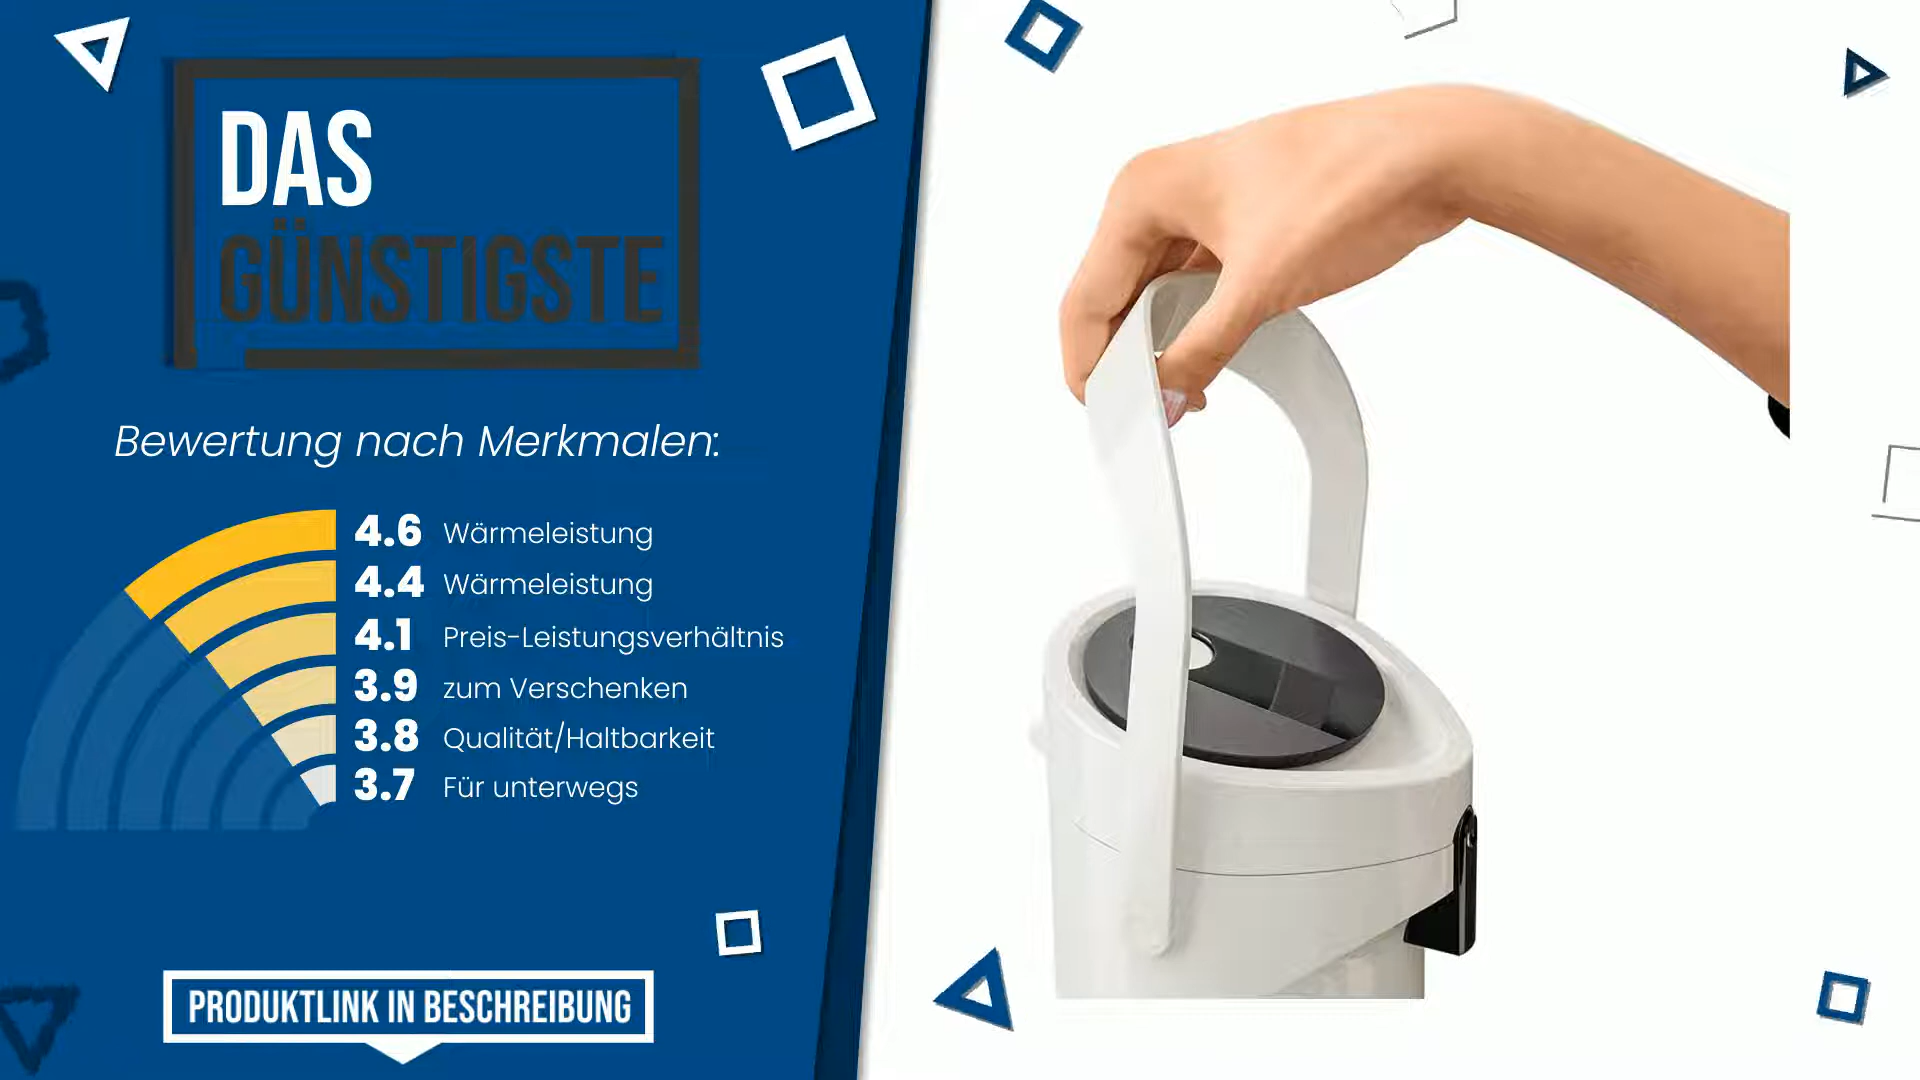 DAS
GÜNSTIGSTE
Bewertung nach Merkmalen:
4.6 Wärmeleistung
4.4 Wärmeleistung
4.1 Preis-Leistungsverhältnis
3.9 zum Verschenken
3.8 Qualität/Haltbarkeit
3.7 Für unterwegs
PRODUKTLINK IN BESCHREIBUNG